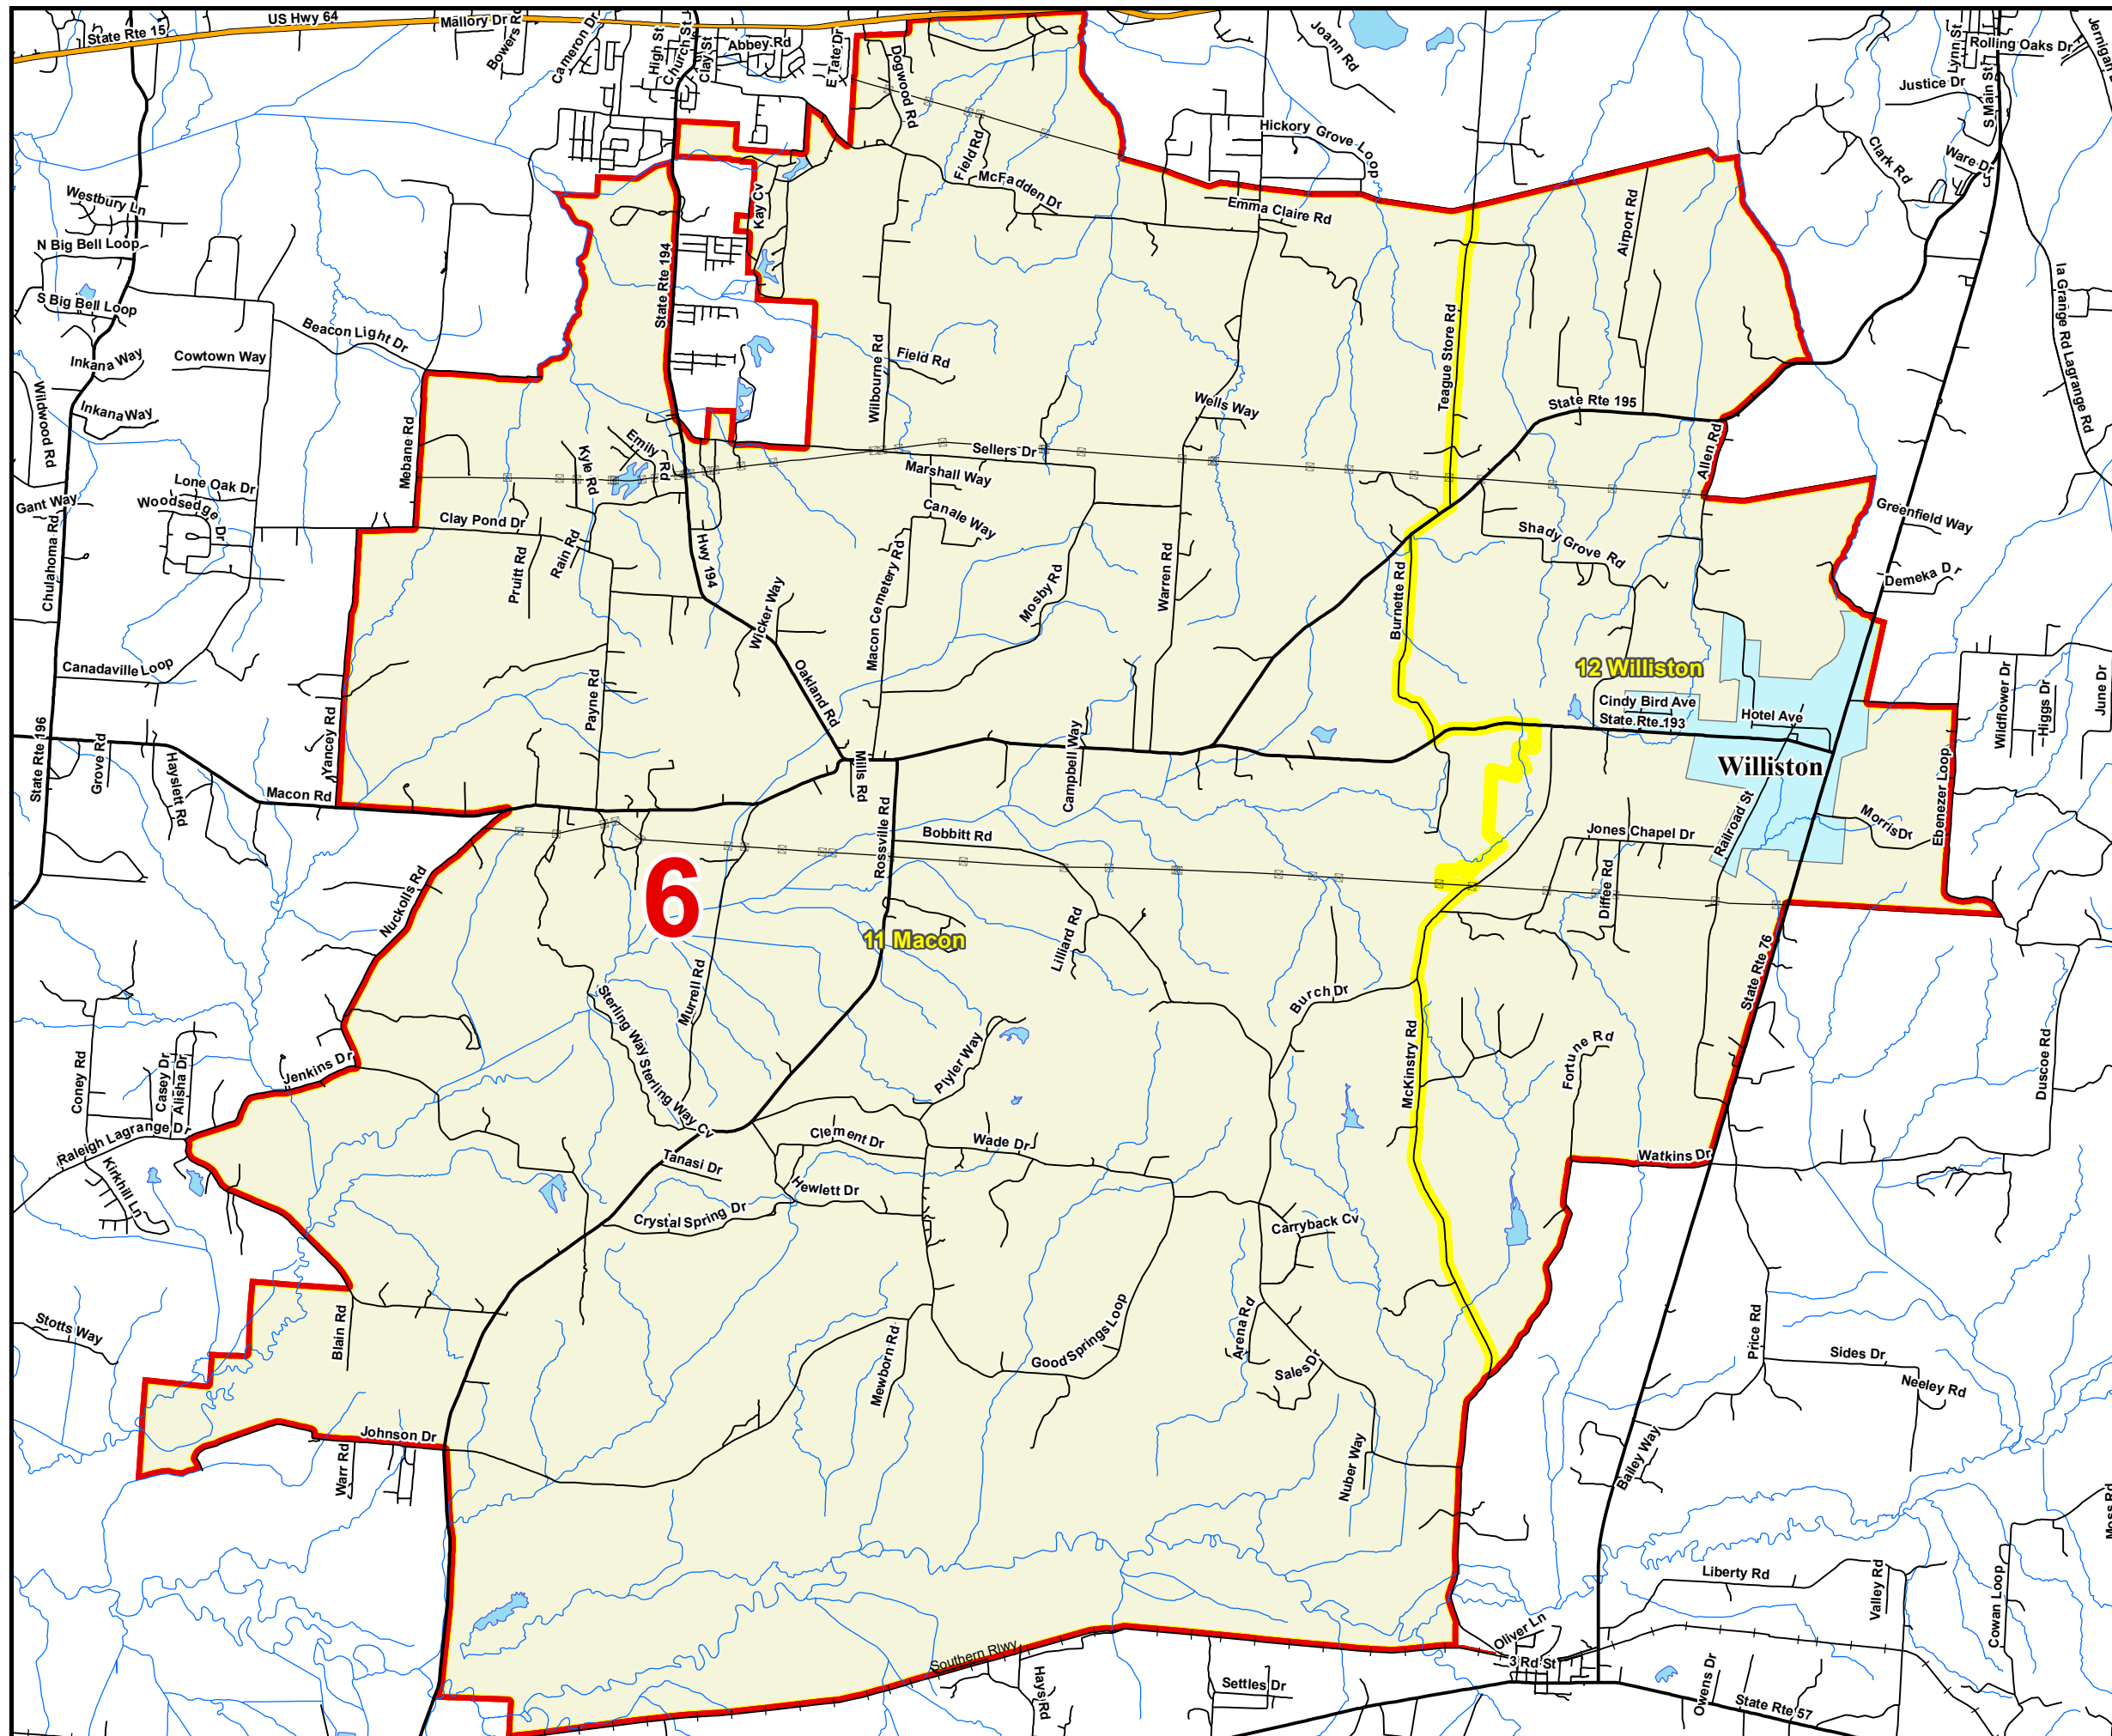 US Hwy 64
State Rte 15
Mallory Dr
Bowers Rd
Cameron Dr
High St
Church St
Clay St
Abbey Rd
E Tate Dr
Dogwood Rd
Joann Rd
Lynn St
Rolling Oaks Dr
Justice Dr
S Main St
Hickory Grove Loop
Field Rd
McFadden Dr
Clark Rd
Ware Dr
Westbury Ln
Kay Cv
Emma Claire Rd
Airport Rd
N Big Bell Loop
State Rte 194
S Big Bell Loop
la Grange Rd Lagrange Rd
Beacon Light Dr
Teague Store Rd
Inkana Way
Cowtown Way
Wilbourne Rd
Field Rd
Wildwood Rd
Inkana Way
Wells Way
State Rte 195
Mebane Rd
Emily Rd
Kyle Rd
Sellers Dr
Marshall Way
Allen Rd
Lone Oak Dr
Gant Way
Woodsedge Dr
Canale Way
Greenfield Way
Clay Pond Dr
Shady Grove Rd
Chulahoma Rd
Pruitt Rd
Rain Rd
Hwy 194
Macon Cemetery Rd
Mosby Rd
Warren Rd
Burnette Rd
Demeka Dr
Wicker Way
Canadaville Loop
12 Williston
Oakland Rd
Payne Rd
Wildflower Dr
Higgs Dr
June Dr
Cindy Bird Ave
State Rte 193
Hotel Ave
Yancey Rd
State Rte 196
Grove Rd
Hayslett Rd
Mills Rd
Campbell Way
Williston
Macon Rd
Rossville Rd
Bobbitt Rd
Jones Chapel Dr
Railroad St
Morris Dr
Ebenezer Loop
6
Nuckolls Rd
Diffee Rd
11 Macon
Lilliard Rd
State Rte 76
Murrell Rd
Sterling Way Sterling Way Cv
Burch Dr
Plyler Way
McKinstry Rd
Fortune Rd
Coney Rd
Casey Dr
Alisha Dr
Jenkins Dr
Duscoe Rd
Raleigh Lagrange Dr
Kirkhill Ln
Clement Dr
Wade Dr
Tanasi Dr
Watkins Dr
Hewlett Dr
Crystal Spring Dr
Carryback Cv
Stotts Way
Blain Rd
Mewborn Rd
Good Springs Loop
Arena Rd
Sales Dr
Price Rd
Sides Dr
Neeley Rd
Johnson Dr
Warr Rd
Nuber Way
Bailey Way
Moss Rd
Liberty Rd
Valley Rd
Cowan Loop
Oliver Ln
Southern Rlwy
3 Rd St
Hays Rd
Settles Dr
Owens Dr
State Rte 57